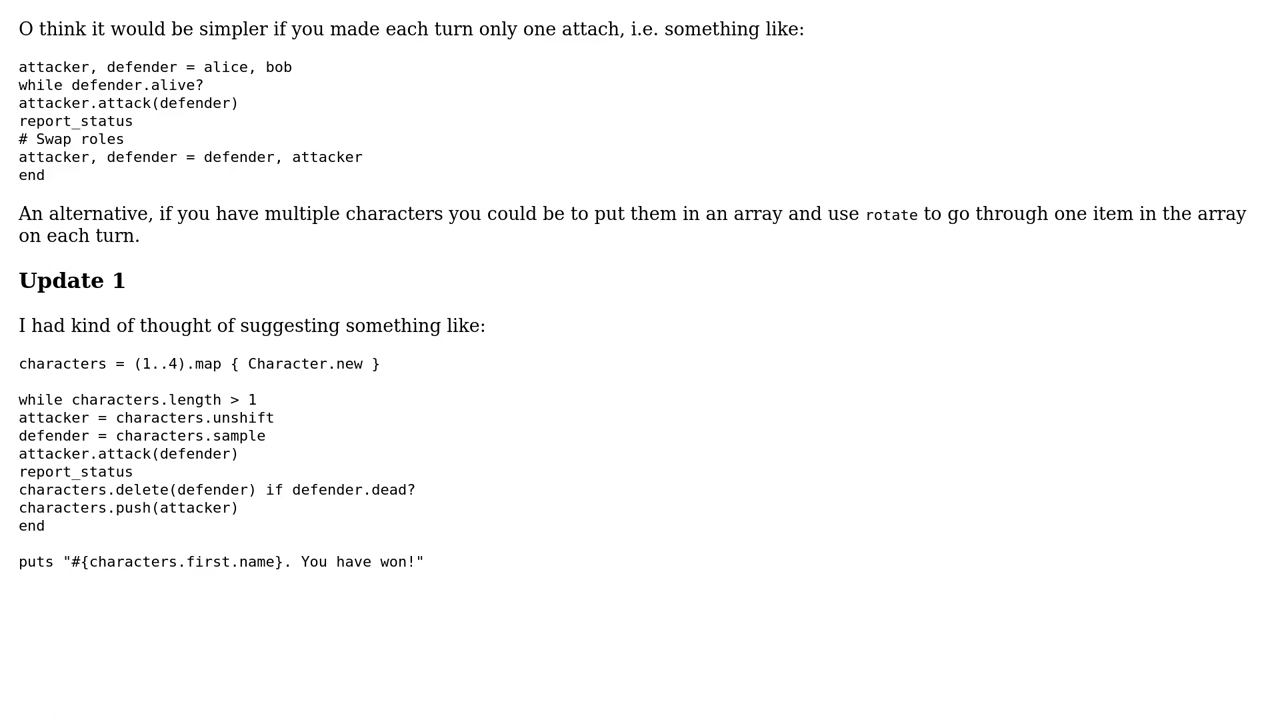 O think it would be simpler if you made each turn only one attach, i.e. something like:
attacker, defender = alice, bob
while defender.alive?
attacker.attack(defender)
report_status
# Swap roles
attacker, defender = defender, attacker
end
An alternative, if you have multiple characters you could be to put them in an array and use rotate to go through one item in the array
on each turn.
Update 1
I had kind of thought of suggesting something like:
characters = (1..4).map { Character.new }
while characters.length > 1
attacker = characters.unshift
defender = characters.sample
attacker.attack(defender)
report_status
characters.delete(defender) if defender.dead?
characters.push(attacker)
end
puts "#{characters.first.name}. You have won!"